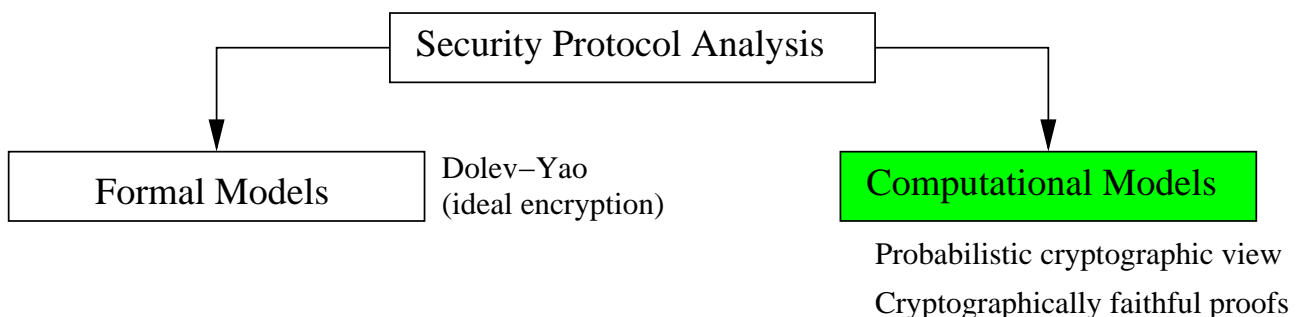 Security Protocol Analysis
Formal Models
Dolev−Yao
(ideal encryption)
Computational Models
Probabilistic cryptographic view
Cryptographically faithful proofs